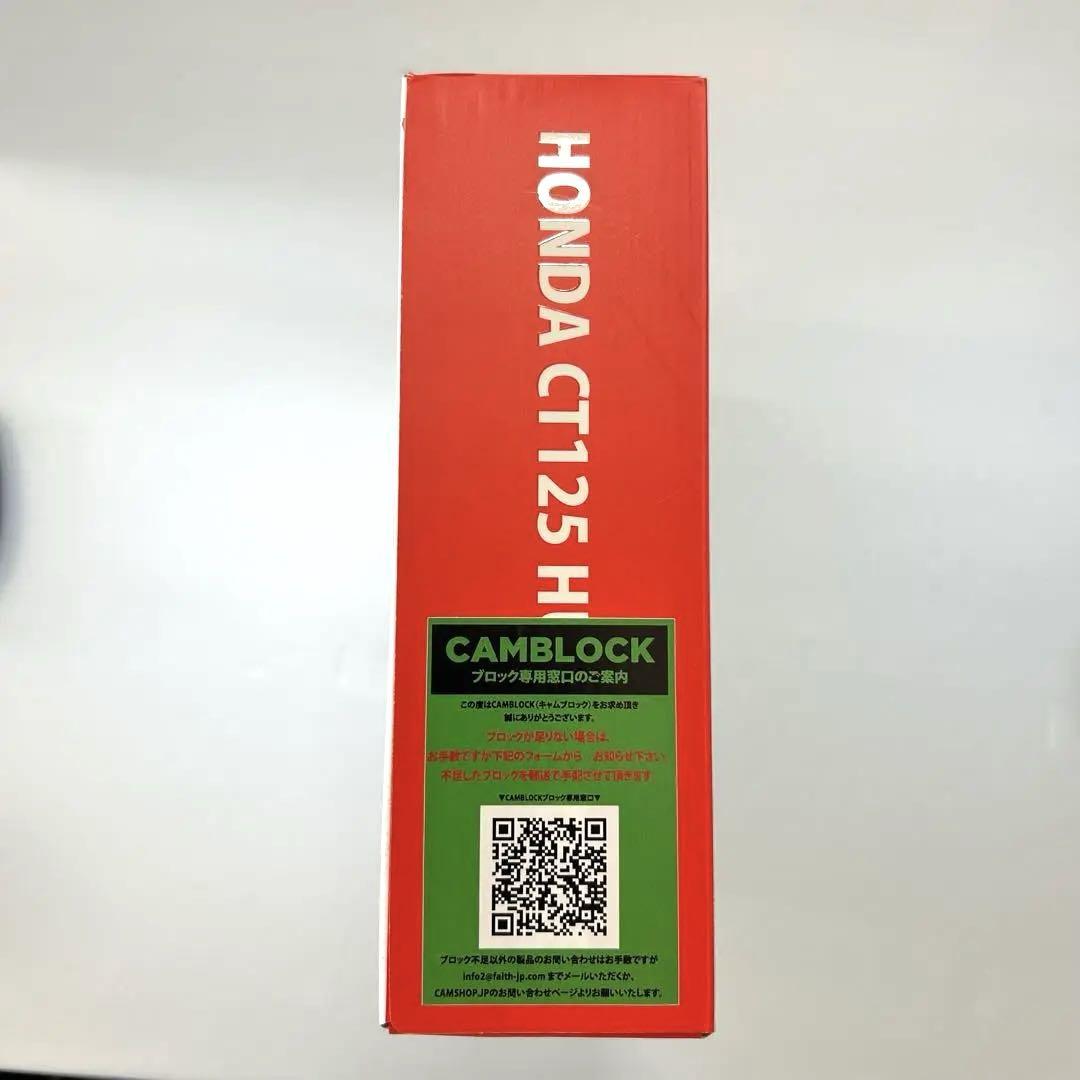 HONDA CT125 H
CAMBLOCK
ブロック専用窓口のご案内
この度はCAMBLOCK（キャムブロック）をお求め頂き
誠にありがとうございます。
ブロックが足りない場合は、
お手数ですが下記のフォームから　お知らせ下さい
不足したブロックを郵送で手配させて頂きます
▼CAMBLOCKブロック専用窓口▼
ブロック不足以外の製品のお問い合わせはお手数ですが
info2@faith-jp.com までメールいただくか、
CAMSHOP.JPのお問い合わせページよりお願いいたします。